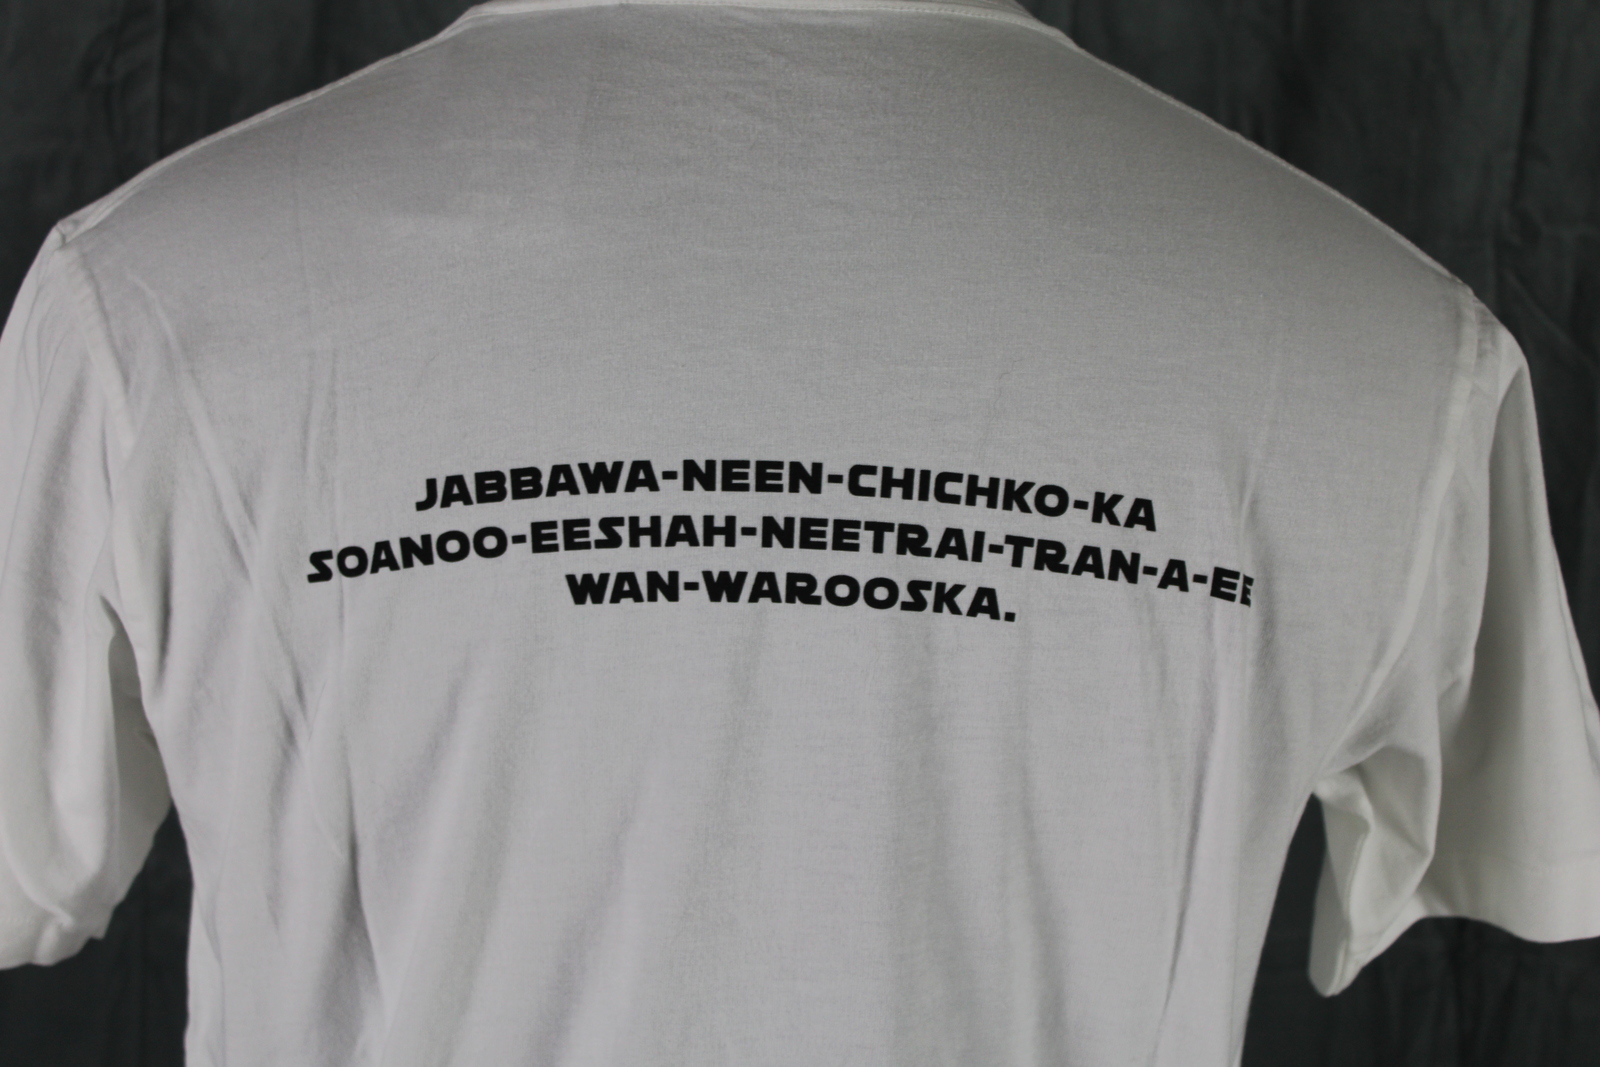 JABBAWA-NEEN-CHICHKO-KA
SOANOO-EESHAH-NEETRAI-TRAN-A-EE
WAN-WAROOSKA.